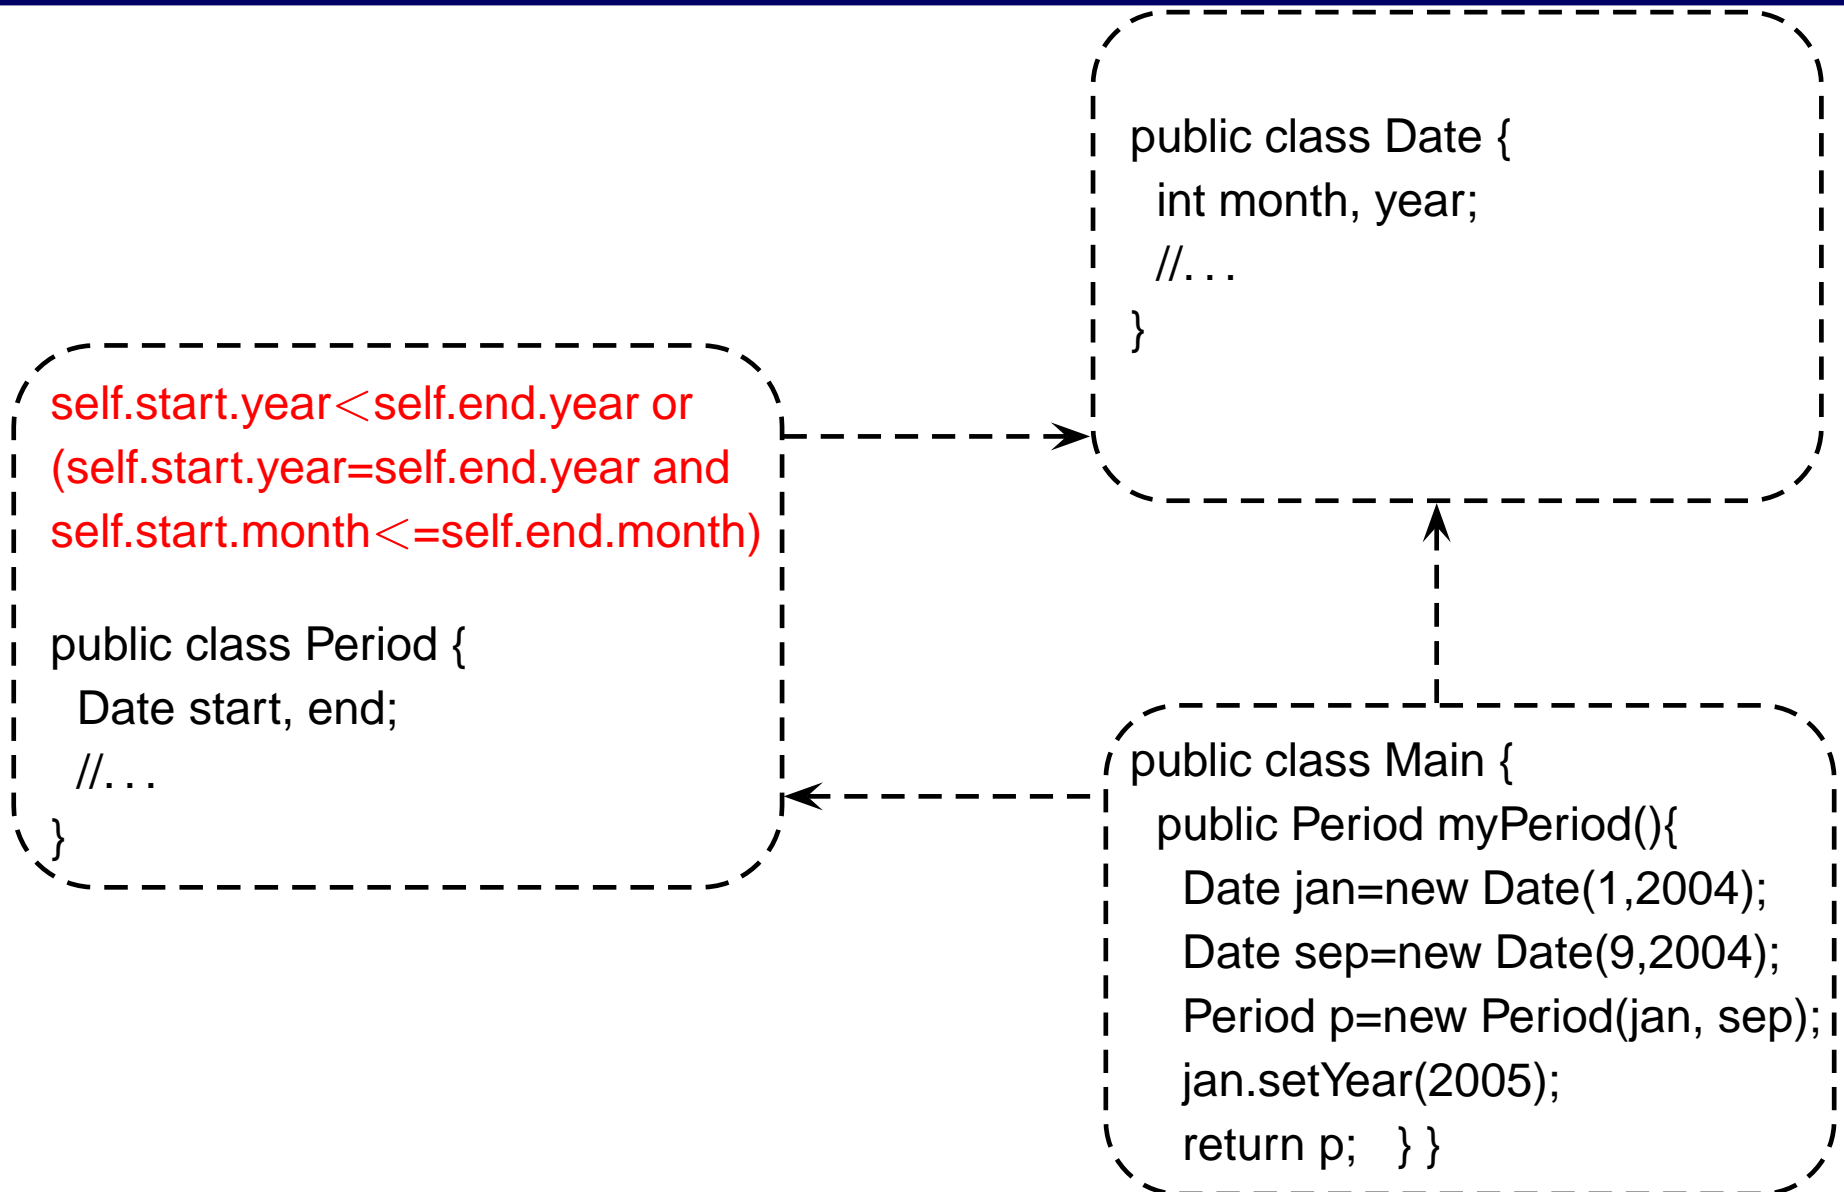 public class Date {
int month, year;
//. . .
}
self.start.year<self.end.year or
(self.start.year=self.end.year and
self.start.month<=self.end.month)
public class Period {
Date start, end;
//. . .
}
public class Main {
public Period myPeriod(){
Date jan=new Date(1,2004);
Date sep=new Date(9,2004);
Period p=new Period(jan, sep);
jan.setYear(2005);
return p; } }